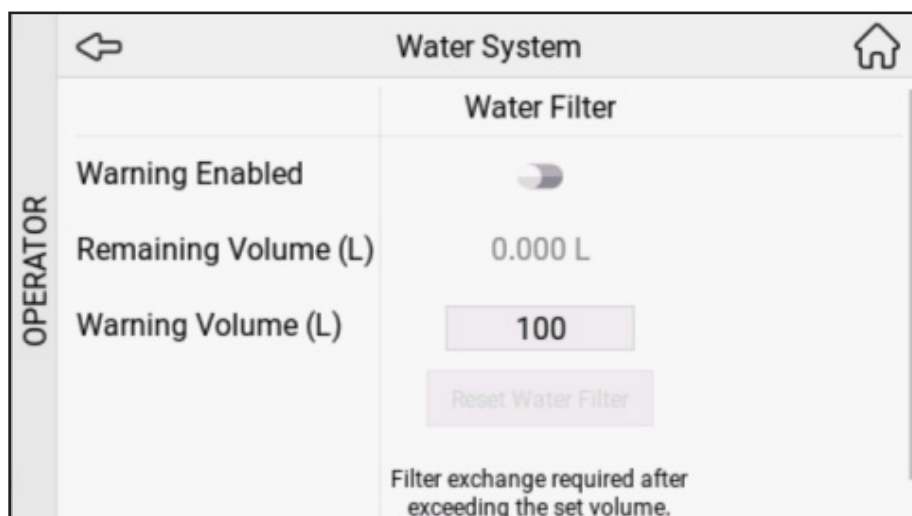 Water System
OPERATOR
Water Filter
Warning Enabled
Remaining Volume (L) 0.000 L
Warning Volume (L) 100
Reset Water Filter
Filter exchange required after
exceeding the set volume.